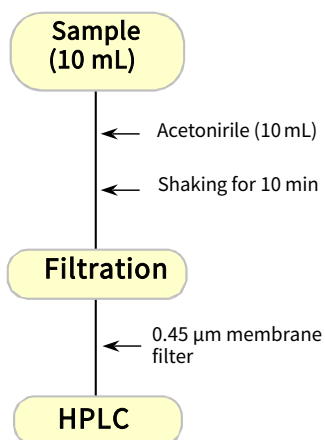 Sample
(10 mL)
Acetonirile (10 mL)
Shaking for 10 min
Filtration
0.45 µm membrane
filter
HPLC